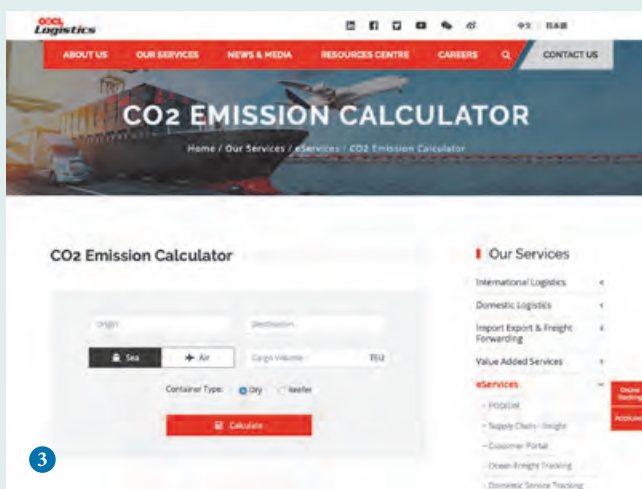 OOCL
Logistics
中文 日本語
ABOUT US OUR SERVICES NEWS & MEDIA RESOURCES CENTRE CAREERS CONTACT US
CO2 EMISSION CALCULATOR
Home / Our Services / eServices / CO2 Emission Calculator
CO2 Emission Calculator
Origin Destination
Sea Air Cargo Volume TEU
Container Type: Dry Reefer
Calculate
Our Services
International Logistics
Domestic Logistics
Import Export & Freight
Forwarding
Value Added Services
eServices
- PODIUM
- Supply Chain Insight
- Customer Portal
- Ocean Freight Tracking
- Domestic Service Tracking
Online
Tracking
PODIUM
3